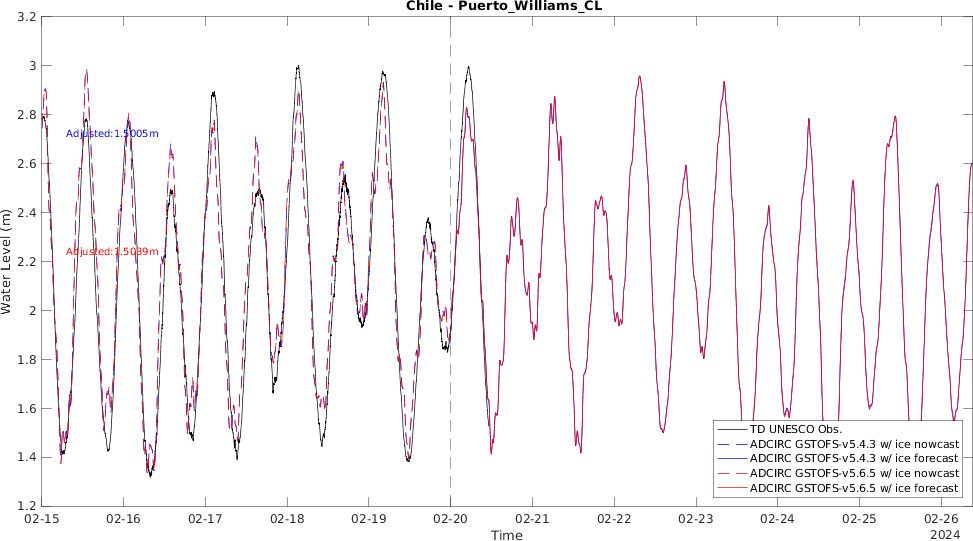 Chile - Puerto_Williams_CL
3.2
3
2.8
2.6
2.4
2.2
2
1.8
1.6
1.4
1.2
Water Level (m)
Adjusted:1.5005m
Adjusted:1.5039m
TD UNESCO Obs.
ADCIRC GSTOFS-v5.4.3 w/ ice nowcast
ADCIRC GSTOFS-v5.4.3 w/ ice forecast
ADCIRC GSTOFS-v5.6.5 w/ ice nowcast
ADCIRC GSTOFS-v5.6.5 w/ ice forecast
02-15 02-16 02-17 02-18 02-19 02-20 02-21 02-22 02-23 02-24 02-25 02-26
2024
Time